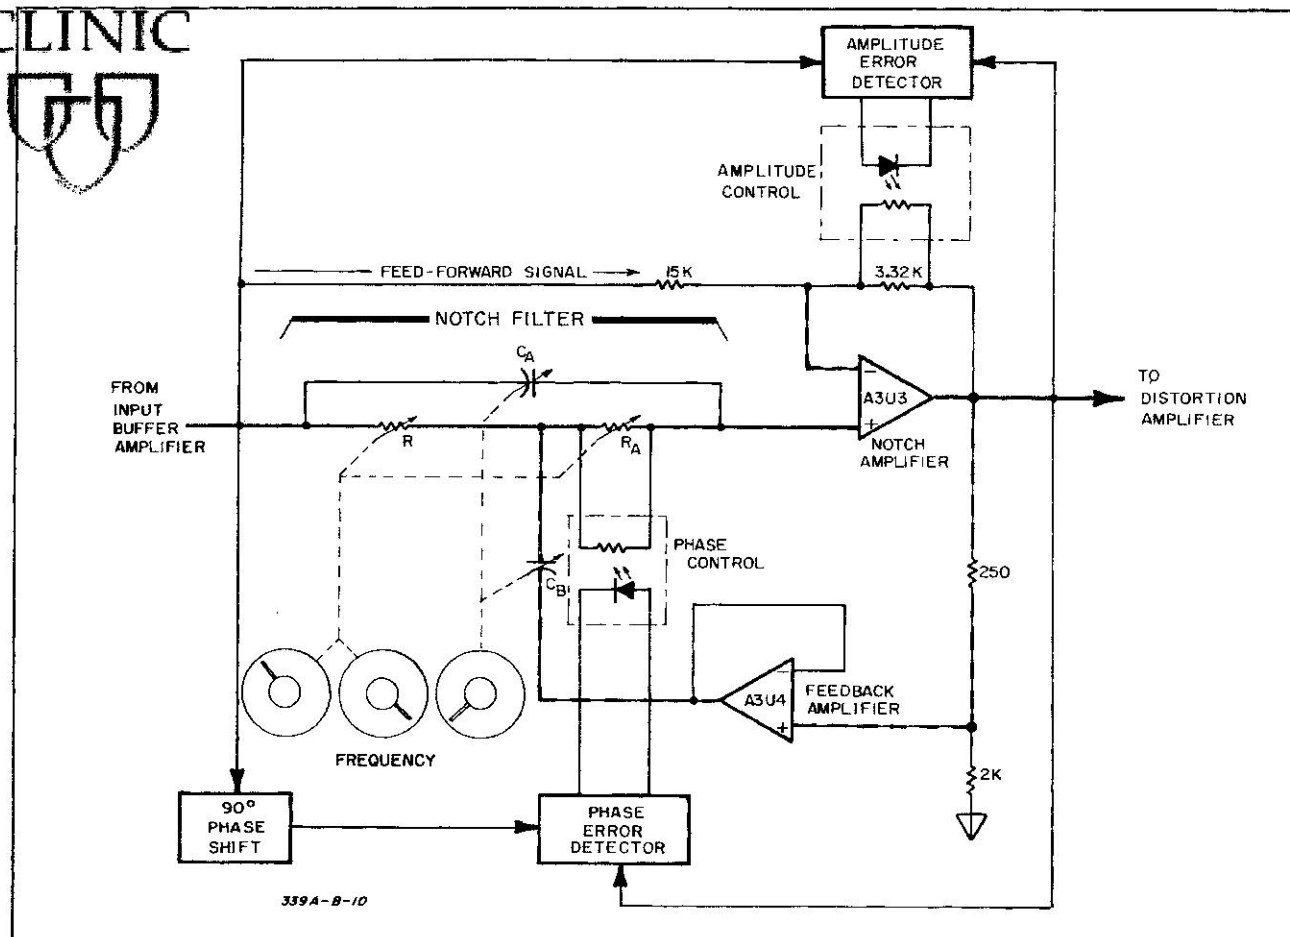 CLINIC
AMPLITUDE
ERROR
DETECTOR
AMPLITUDE
CONTROL
FEED-FORWARD SIGNAL
15K
3.32K
NOTCH FILTER
CA
FROM
INPUT
BUFFER
AMPLIFIER
R
RA
−
A3U3
+
NOTCH
AMPLIFIER
TO
DISTORTION
AMPLIFIER
PHASE
CONTROL
CB
250
−
A3U4
+
FEEDBACK
AMPLIFIER
FREQUENCY
2K
90°
PHASE
SHIFT
PHASE
ERROR
DETECTOR
339A-B-10